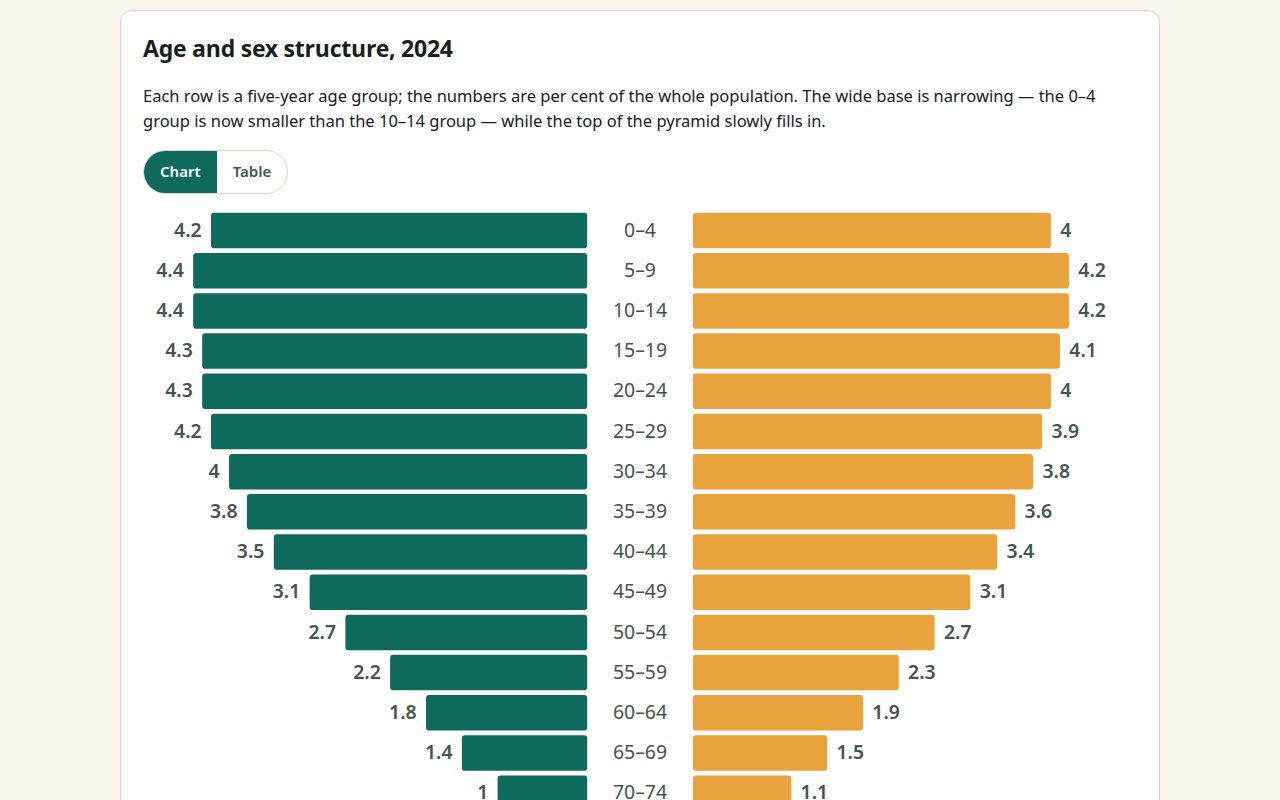 Age and sex structure, 2024
Each row is a five-year age group; the numbers are per cent of the whole population. The wide base is narrowing — the 0–4
group is now smaller than the 10–14 group — while the top of the pyramid slowly fills in.
Chart Table
4.2 0–4 4
4.4 5–9 4.2
4.4 10–14 4.2
4.3 15–19 4.1
4.3 20–24 4
4.2 25–29 3.9
4 30–34 3.8
3.8 35–39 3.6
3.5 40–44 3.4
3.1 45–49 3.1
2.7 50–54 2.7
2.2 55–59 2.3
1.8 60–64 1.9
1.4 65–69 1.5
1 70–74 1.1